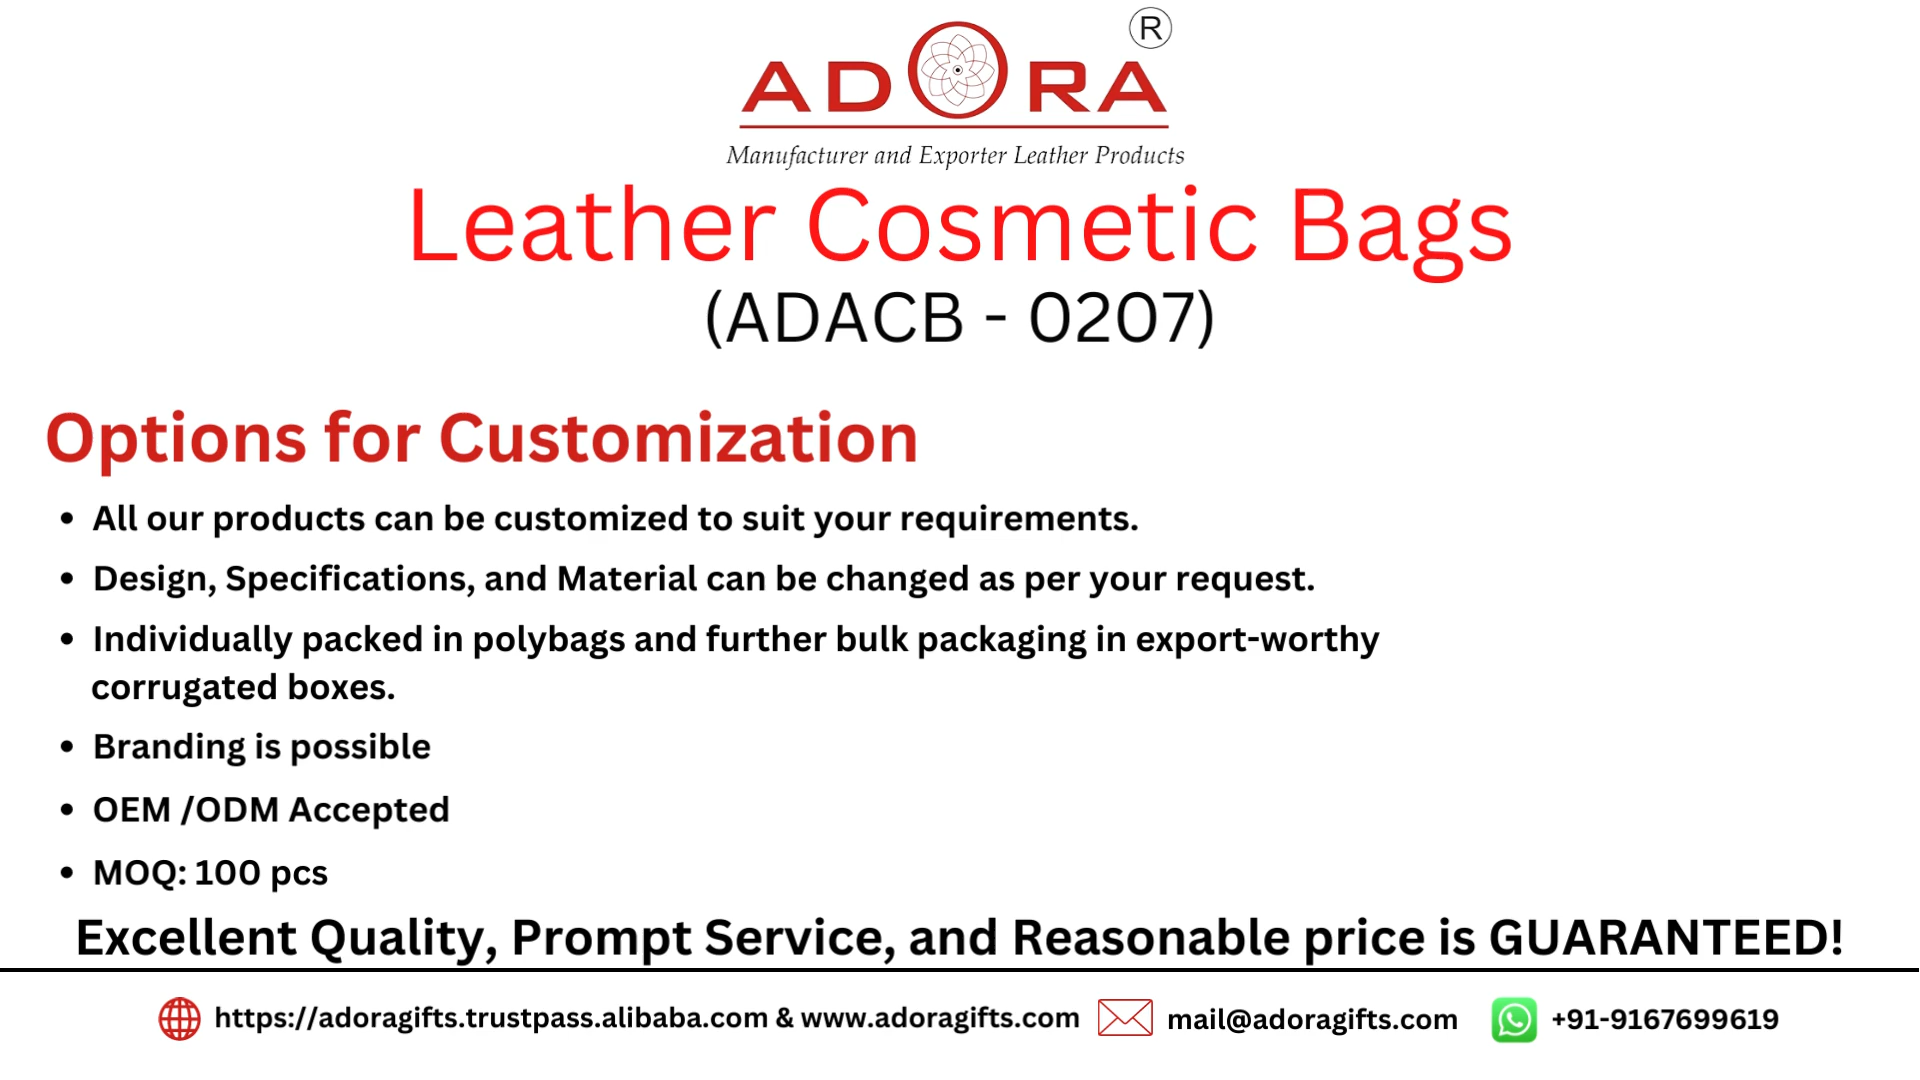 ADORA ®
Manufacturer and Exporter Leather Products
Leather Cosmetic Bags
(ADACB - 0207)
Options for Customization
• All our products can be customized to suit your requirements.
• Design, Specifications, and Material can be changed as per your request.
• Individually packed in polybags and further bulk packaging in export-worthy
corrugated boxes.
• Branding is possible
• OEM /ODM Accepted
• MOQ: 100 pcs
Excellent Quality, Prompt Service, and Reasonable price is GUARANTEED!
https://adoragifts.trustpass.alibaba.com & www.adoragifts.com mail@adoragifts.com +91-9167699619